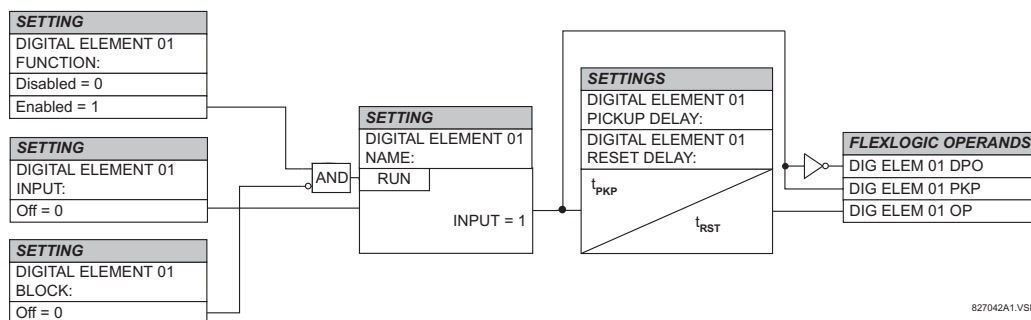 SETTING
DIGITAL ELEMENT 01
FUNCTION:
Disabled = 0
Enabled = 1
SETTING
DIGITAL ELEMENT 01
INPUT:
Off = 0
SETTING
DIGITAL ELEMENT 01
BLOCK:
Off = 0
AND
SETTING
DIGITAL ELEMENT 01
NAME:
RUN
INPUT = 1
SETTINGS
DIGITAL ELEMENT 01
PICKUP DELAY:
DIGITAL ELEMENT 01
RESET DELAY:
tPKP
tRST
FLEXLOGIC OPERANDS
DIG ELEM 01 DPO
DIG ELEM 01 PKP
DIG ELEM 01 OP